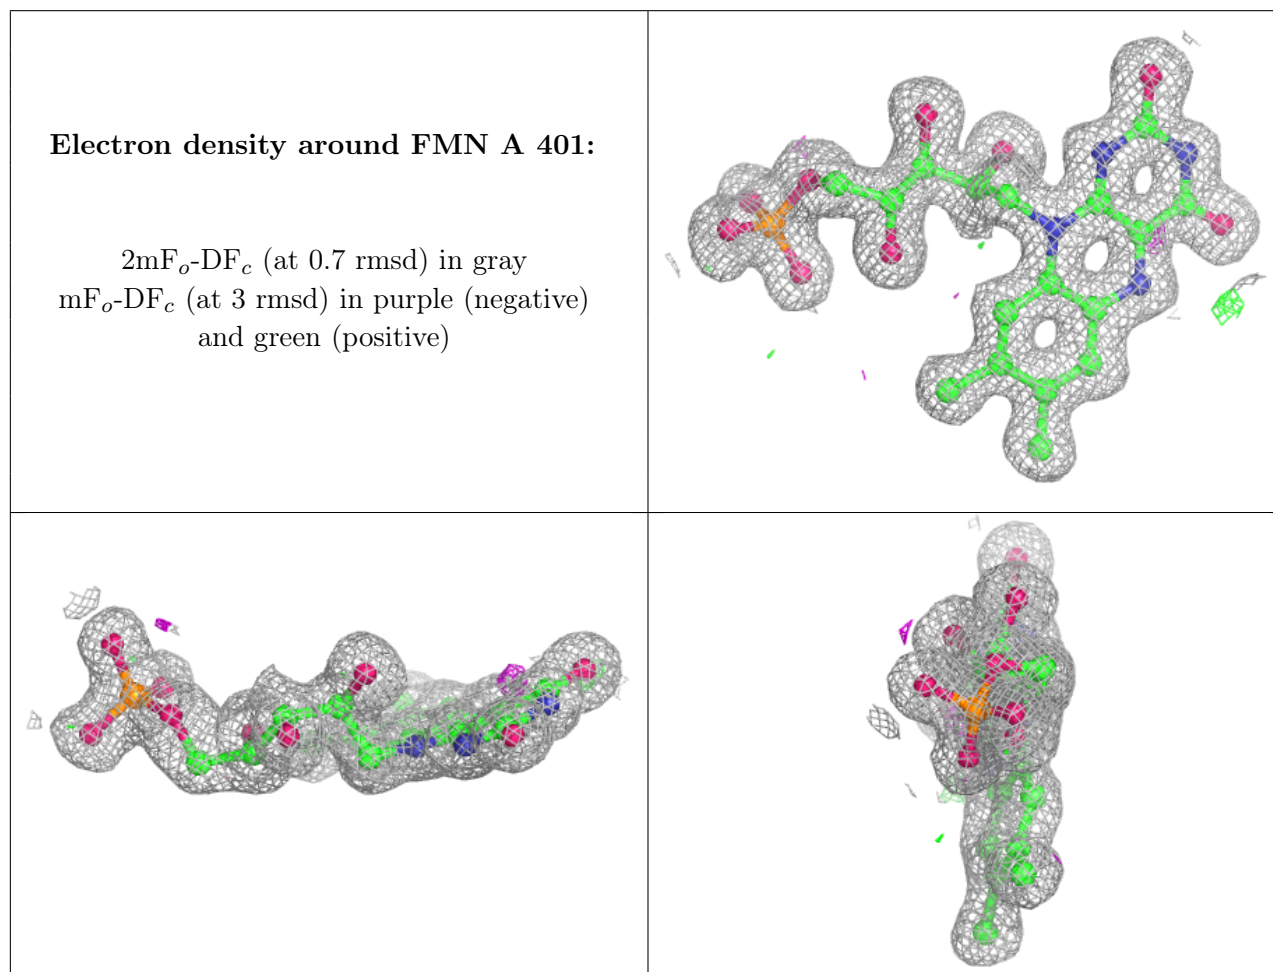 Electron density around FMN A 401:
2mFₒ-DF𝒸 (at 0.7 rmsd) in gray
mFₒ-DF𝒸 (at 3 rmsd) in purple (negative)
and green (positive)